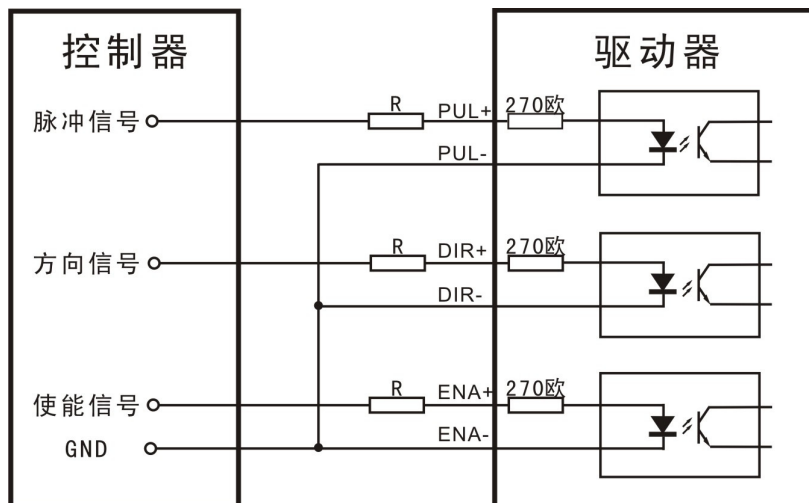 控制器
驱动器
脉冲信号
R
PUL+
270欧
PUL-
方向信号
R
DIR+
270欧
DIR-
使能信号
R
ENA+
270欧
GND
ENA-